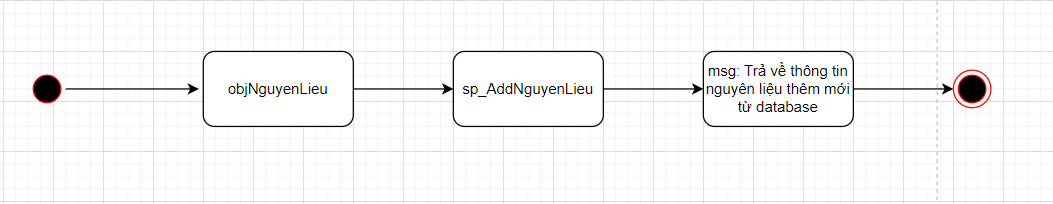 objNguyenLieu
sp_AddNguyenLieu
msg: Trả về thông tin
nguyên liệu thêm mới
từ database